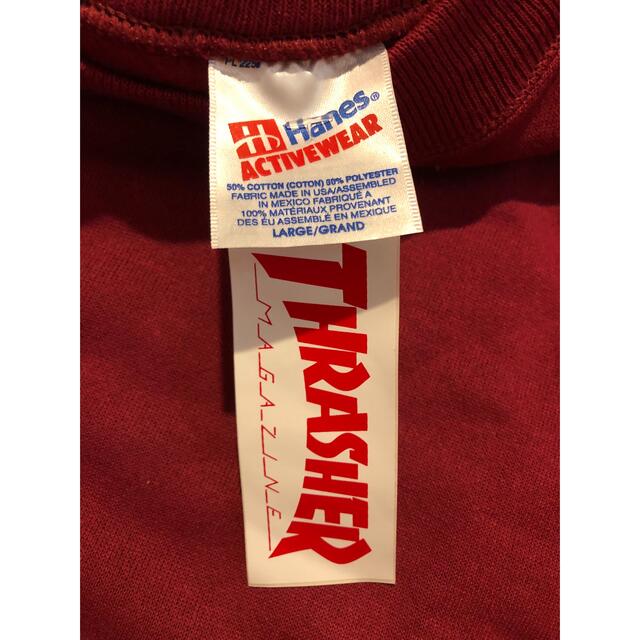 Hanes®
ACTIVEWEAR
50% COTTON (COTON) 50% POLYESTER
FABRIC MADE IN USA/ASSEMBLED
IN MEXICO FABRIQUÉ À
100% MATÉRIAUX PROVENANT
DES ÉU ASSEMBLÉ EN MEXIQUE
LARGE/GRAND
THRASHER
MAGAZINE